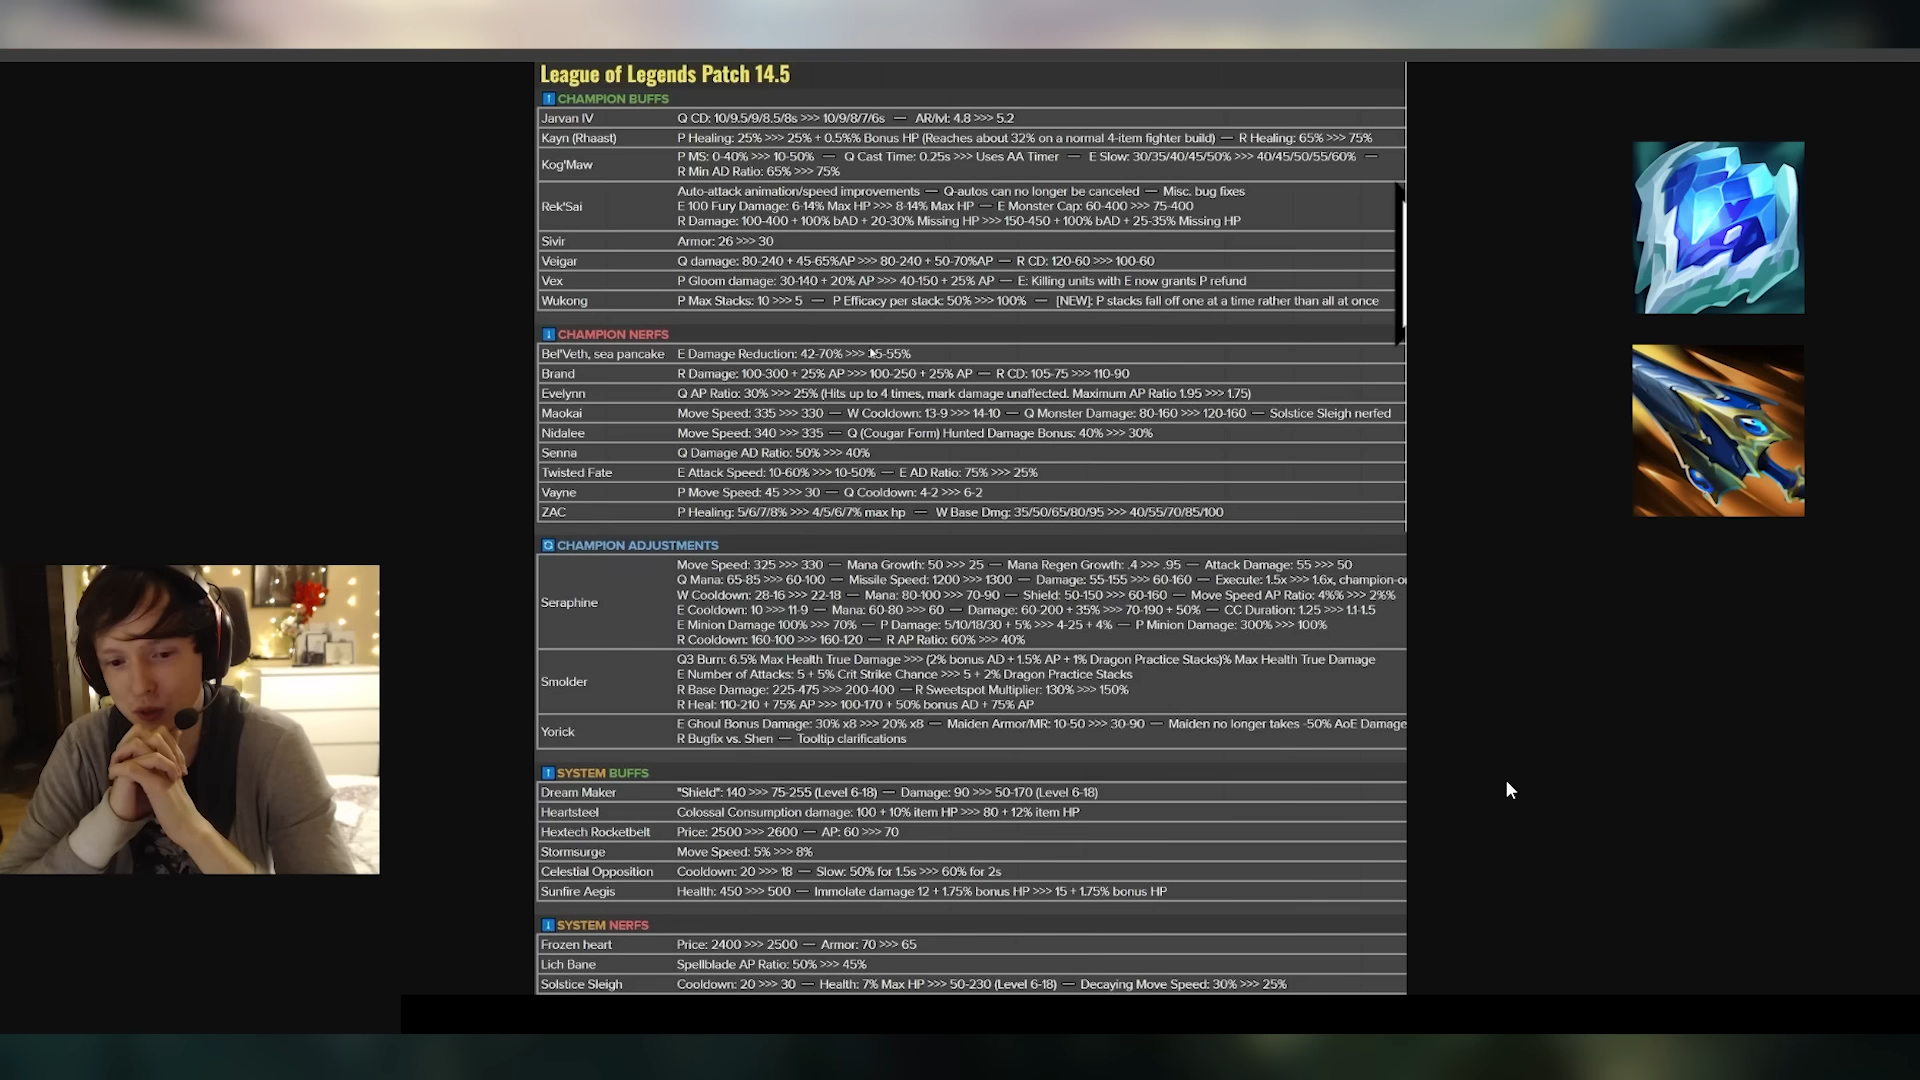 League of Legends Patch 14.5
CHAMPION BUFFS
Jarvan IV Q CD: 10/9.5/9/8.5/8s >>> 10/9/8/7/6s — AR/lvl: 4.8 >>> 5.2
Kayn (Rhaast) P Healing: 25% >>> 25% + 0.5%% Bonus HP (Reaches about 32% on a normal 4-item fighter build) — R Healing: 65% >>> 75%
Kog'Maw P MS: 0-40% >>> 10-50% — Q Cast Time: 0.25s >>> Uses AA Timer — E Slow: 30/35/40/45/50% >>> 40/45/50/55/60% —
R Min AD Ratio: 65% >>> 75%
Rek'Sai Auto-attack animation/speed improvements — Q-autos can no longer be canceled — Misc. bug fixes
E 100 Fury Damage: 6-14% Max HP >>> 8-14% Max HP — E Monster Cap: 60-400 >>> 75-400
R Damage: 100-400 + 100% bAD + 20-30% Missing HP >>> 150-450 + 100% bAD + 25-35% Missing HP
Sivir Armor: 26 >>> 30
Veigar Q damage: 80-240 + 45-65%AP >>> 80-240 + 50-70%AP — R CD: 120-60 >>> 100-60
Vex P Gloom damage: 30-140 + 20% AP >>> 40-150 + 25% AP — E: Killing units with E now grants P refund
Wukong P Max Stacks: 10 >>> 5 — P Efficacy per stack: 50% >>> 100% — [NEW]: P stacks fall off one at a time rather than all at once
CHAMPION NERFS
Bel'Veth, sea pancake E Damage Reduction: 42-70% >>> 5-55%
Brand R Damage: 100-300 + 25% AP >>> 100-250 + 25% AP — R CD: 105-75 >>> 110-90
Evelynn Q AP Ratio: 30% >>> 25% (Hits up to 4 times, mark damage unaffected. Maximum AP Ratio 1.95 >>> 1.75)
Maokai Move Speed: 335 >>> 330 — W Cooldown: 13-9 >>> 14-10 — Q Monster Damage: 80-160 >>> 120-160 — Solstice Sleigh nerfed
Nidalee Move Speed: 340 >>> 335 — Q (Cougar Form) Hunted Damage Bonus: 40% >>> 30%
Senna Q Damage AD Ratio: 50% >>> 40%
Twisted Fate E Attack Speed: 10-60% >>> 10-50% — E AD Ratio: 75% >>> 25%
Vayne P Move Speed: 45 >>> 30 — Q Cooldown: 4-2 >>> 6-2
ZAC P Healing: 5/6/7/8% >>> 4/5/6/7% max hp — W Base Dmg: 35/50/65/80/95 >>> 40/55/70/85/100
CHAMPION ADJUSTMENTS
Seraphine Move Speed: 325 >>> 330 — Mana Growth: 50 >>> 25 — Mana Regen Growth: .4 >>> .95 — Attack Damage: 55 >>> 50
Q Mana: 65-85 >>> 60-100 — Missile Speed: 1200 >>> 1300 — Damage: 55-155 >>> 60-160 — Execute: 1.5x >>> 1.6x, champion-o
W Cooldown: 28-16 >>> 22-18 — Mana: 80-100 >>> 70-90 — Shield: 50-150 >>> 60-160 — Move Speed AP Ratio: 4%% >>> 2%%
E Cooldown: 10 >>> 11-9 — Mana: 60-80 >>> 60 — Damage: 60-200 + 35% >>> 70-190 + 50% — CC Duration: 1.25 >>> 1.1-1.5
E Minion Damage 100% >>> 70% — P Damage: 5/10/18/30 + 5% >>> 4-25 + 4% — P Minion Damage: 300% >>> 100%
R Cooldown: 160-100 >>> 160-120 — R AP Ratio: 60% >>> 40%
Smolder Q3 Burn: 6.5% Max Health True Damage >>> (2% bonus AD + 1.5% AP + 1% Dragon Practice Stacks)% Max Health True Damage
E Number of Attacks: 5 + 5% Crit Strike Chance >>> 5 + 2% Dragon Practice Stacks
R Base Damage: 225-475 >>> 200-400 — R Sweetspot Multiplier: 130% >>> 150%
R Heal: 110-210 + 75% AP >>> 100-170 + 50% bonus AD + 75% AP
Yorick E Ghoul Bonus Damage: 30% x8 >>> 20% x8 — Maiden Armor/MR: 10-50 >>> 30-90 — Maiden no longer takes -50% AoE Damage
R Bugfix vs. Shen — Tooltip clarifications
SYSTEM BUFFS
Dream Maker "Shield": 140 >>> 75-255 (Level 6-18) — Damage: 90 >>> 50-170 (Level 6-18)
Heartsteel Colossal Consumption damage: 100 + 10% item HP >>> 80 + 12% item HP
Hextech Rocketbelt Price: 2500 >>> 2600 — AP: 60 >>> 70
Stormsurge Move Speed: 5% >>> 8%
Celestial Opposition Cooldown: 20 >>> 18 — Slow: 50% for 1.5s >>> 60% for 2s
Sunfire Aegis Health: 450 >>> 500 — Immolate damage 12 + 1.75% bonus HP >>> 15 + 1.75% bonus HP
SYSTEM NERFS
Frozen heart Price: 2400 >>> 2500 — Armor: 70 >>> 65
Lich Bane Spellblade AP Ratio: 50% >>> 45%
Solstice Sleigh Cooldown: 20 >>> 30 — Health: 7% Max HP >>> 50-230 (Level 6-18) — Decaying Move Speed: 30% >>> 25%